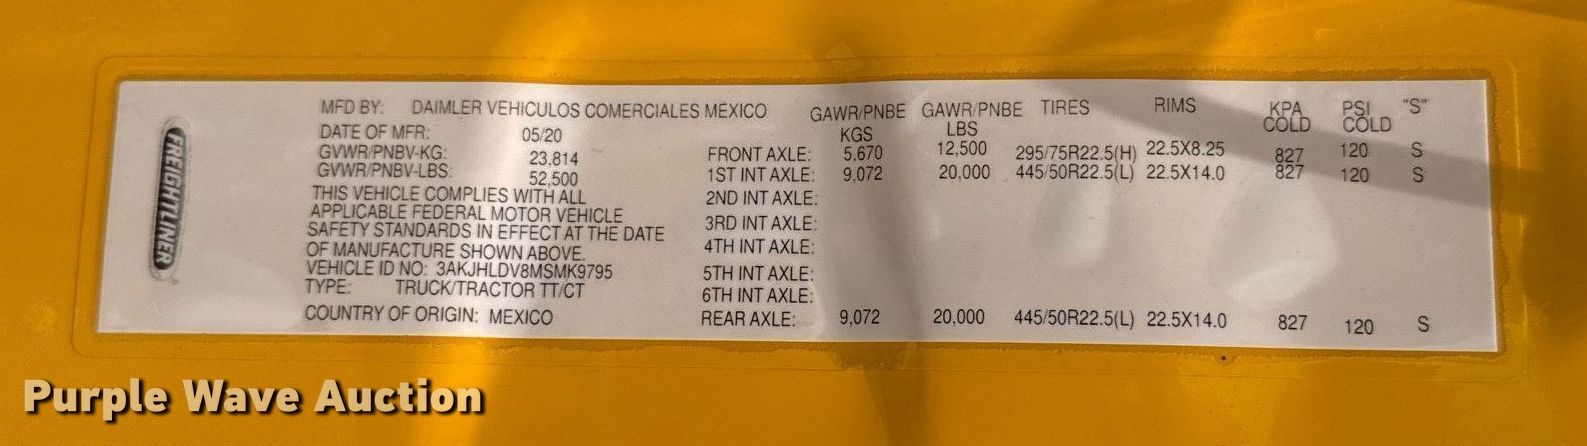 FREIGHTLINER
MFD BY: DAIMLER VEHICULOS COMERCIALES MEXICO
DATE OF MFR: 05/20
GVWR/PNBV-KG: 23,814
GVWR/PNBV-LBS: 52,500
THIS VEHICLE COMPLIES WITH ALL
APPLICABLE FEDERAL MOTOR VEHICLE
SAFETY STANDARDS IN EFFECT AT THE DATE
OF MANUFACTURE SHOWN ABOVE.
VEHICLE ID NO: 3AKJHLDV8MSMK9795
TYPE: TRUCK/TRACTOR TT/CT
COUNTRY OF ORIGIN: MEXICO
GAWR/PNBE GAWR/PNBE TIRES RIMS KPA PSI "S"
KGS LBS COLD COLD
FRONT AXLE: 5,670 12,500 295/75R22.5(H) 22.5X8.25 827 120 S
1ST INT AXLE: 9,072 20,000 445/50R22.5(L) 22.5X14.0 827 120 S
2ND INT AXLE:
3RD INT AXLE:
4TH INT AXLE:
5TH INT AXLE:
6TH INT AXLE:
REAR AXLE: 9,072 20,000 445/50R22.5(L) 22.5X14.0 827 120 S
Purple Wave Auction